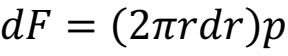 𝑑𝐹 = (2𝜋𝑟𝑑𝑟)𝑝